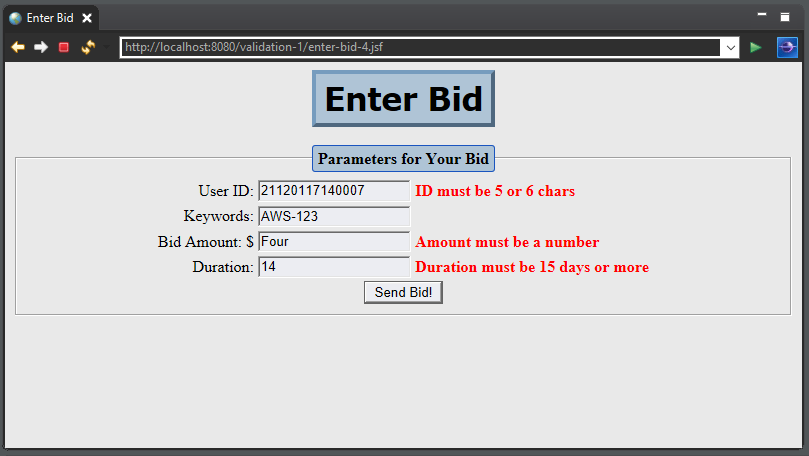 Enter Bid
http://localhost:8080/validation-1/enter-bid-4.jsf
Enter Bid
Parameters for Your Bid
User ID: 21120117140007 ID must be 5 or 6 chars
Keywords: AWS-123
Bid Amount: $ Four Amount must be a number
Duration: 14 Duration must be 15 days or more
Send Bid!